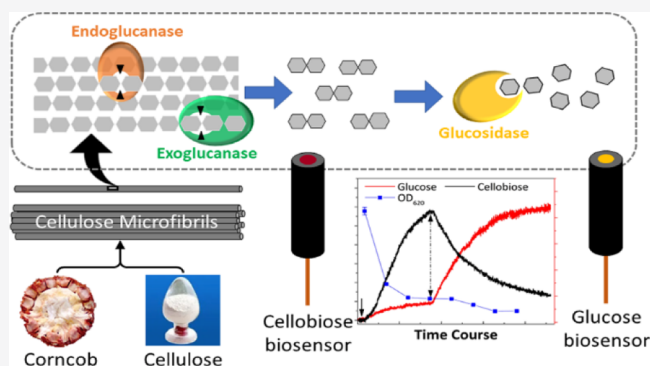 Endoglucanase
Exoglucanase
Glucosidase
Cellulose Microfibrils
Corncob
Cellulose
Cellobiose
biosensor
Glucose
Cellobiose
OD620
Time Course
Glucose
biosensor